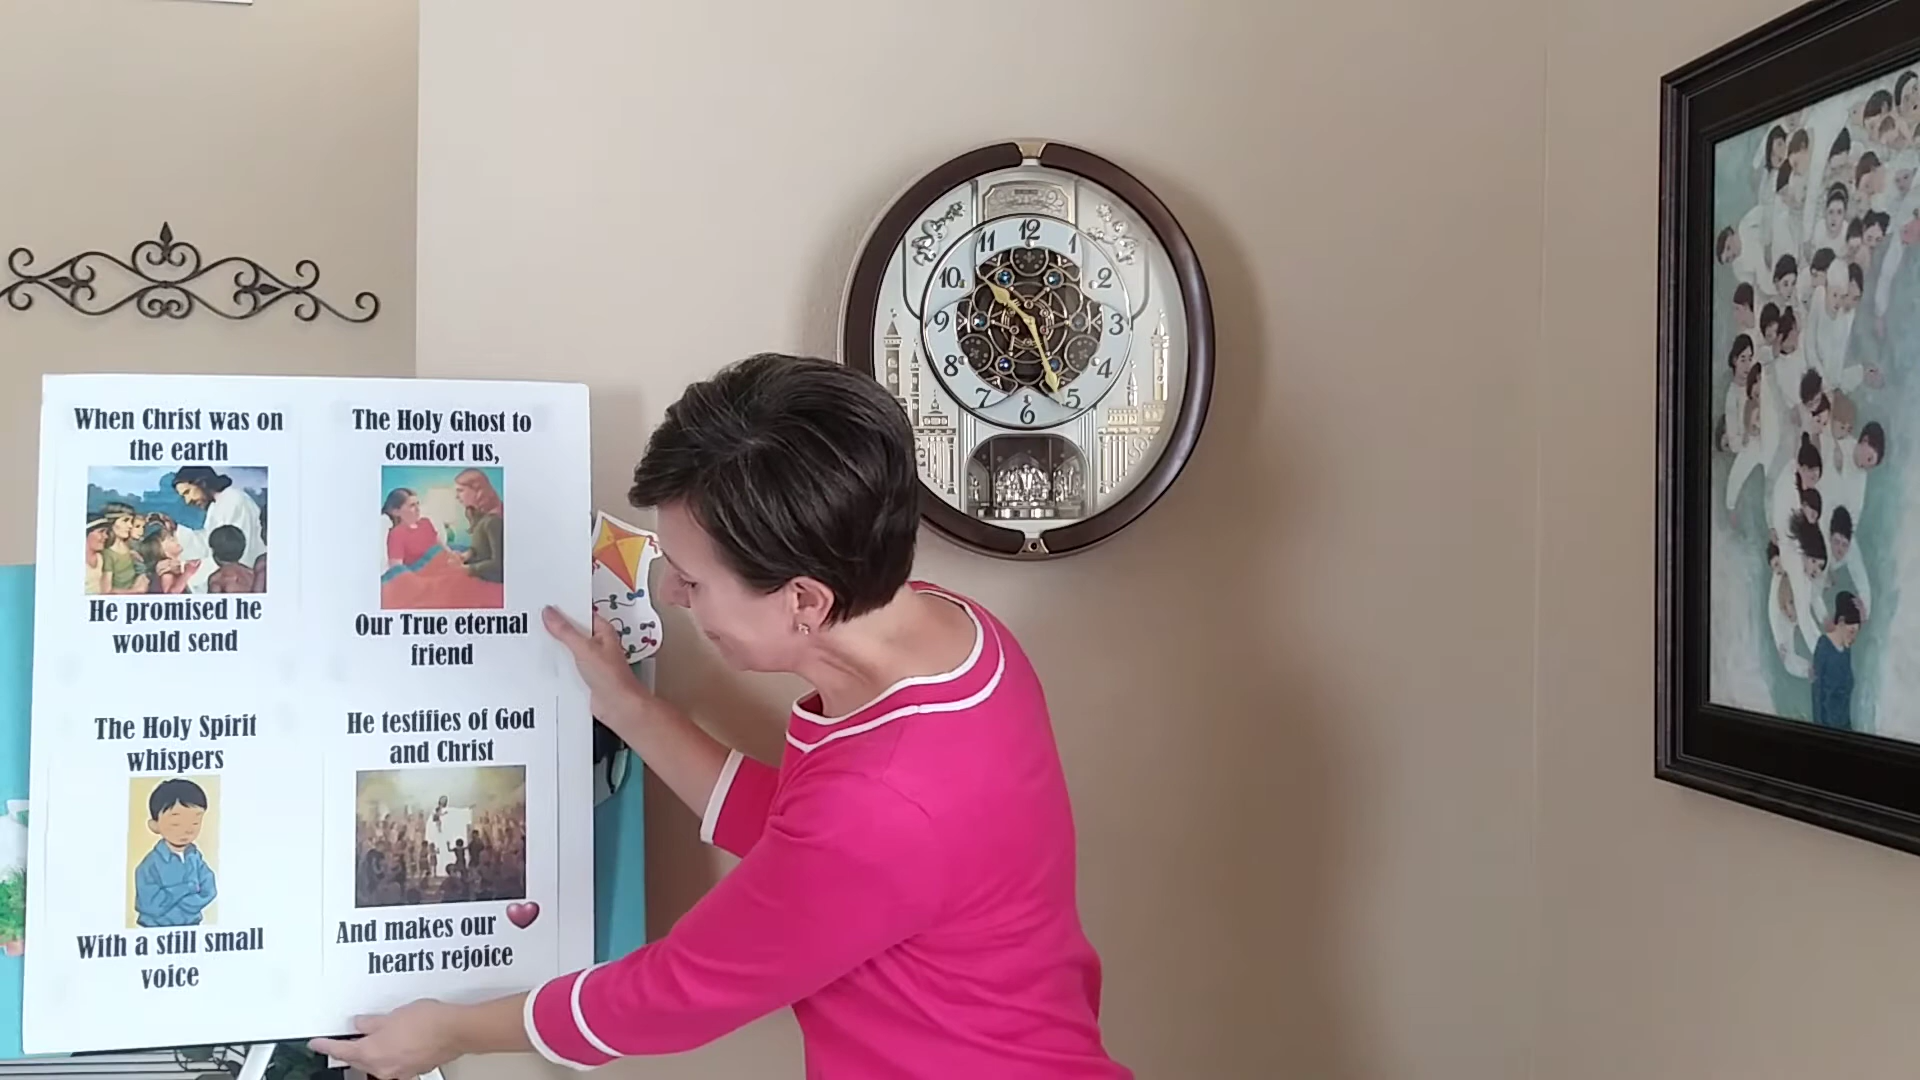 When Christ was on
the earth
He promised he
would send
The Holy Ghost to
comfort us,
Our True eternal
friend
The Holy Spirit
whispers
With a still small
voice
He testifies of God
and Christ
And makes our
hearts rejoice
12
1
2
3
4
5
6
7
8
9
10
11